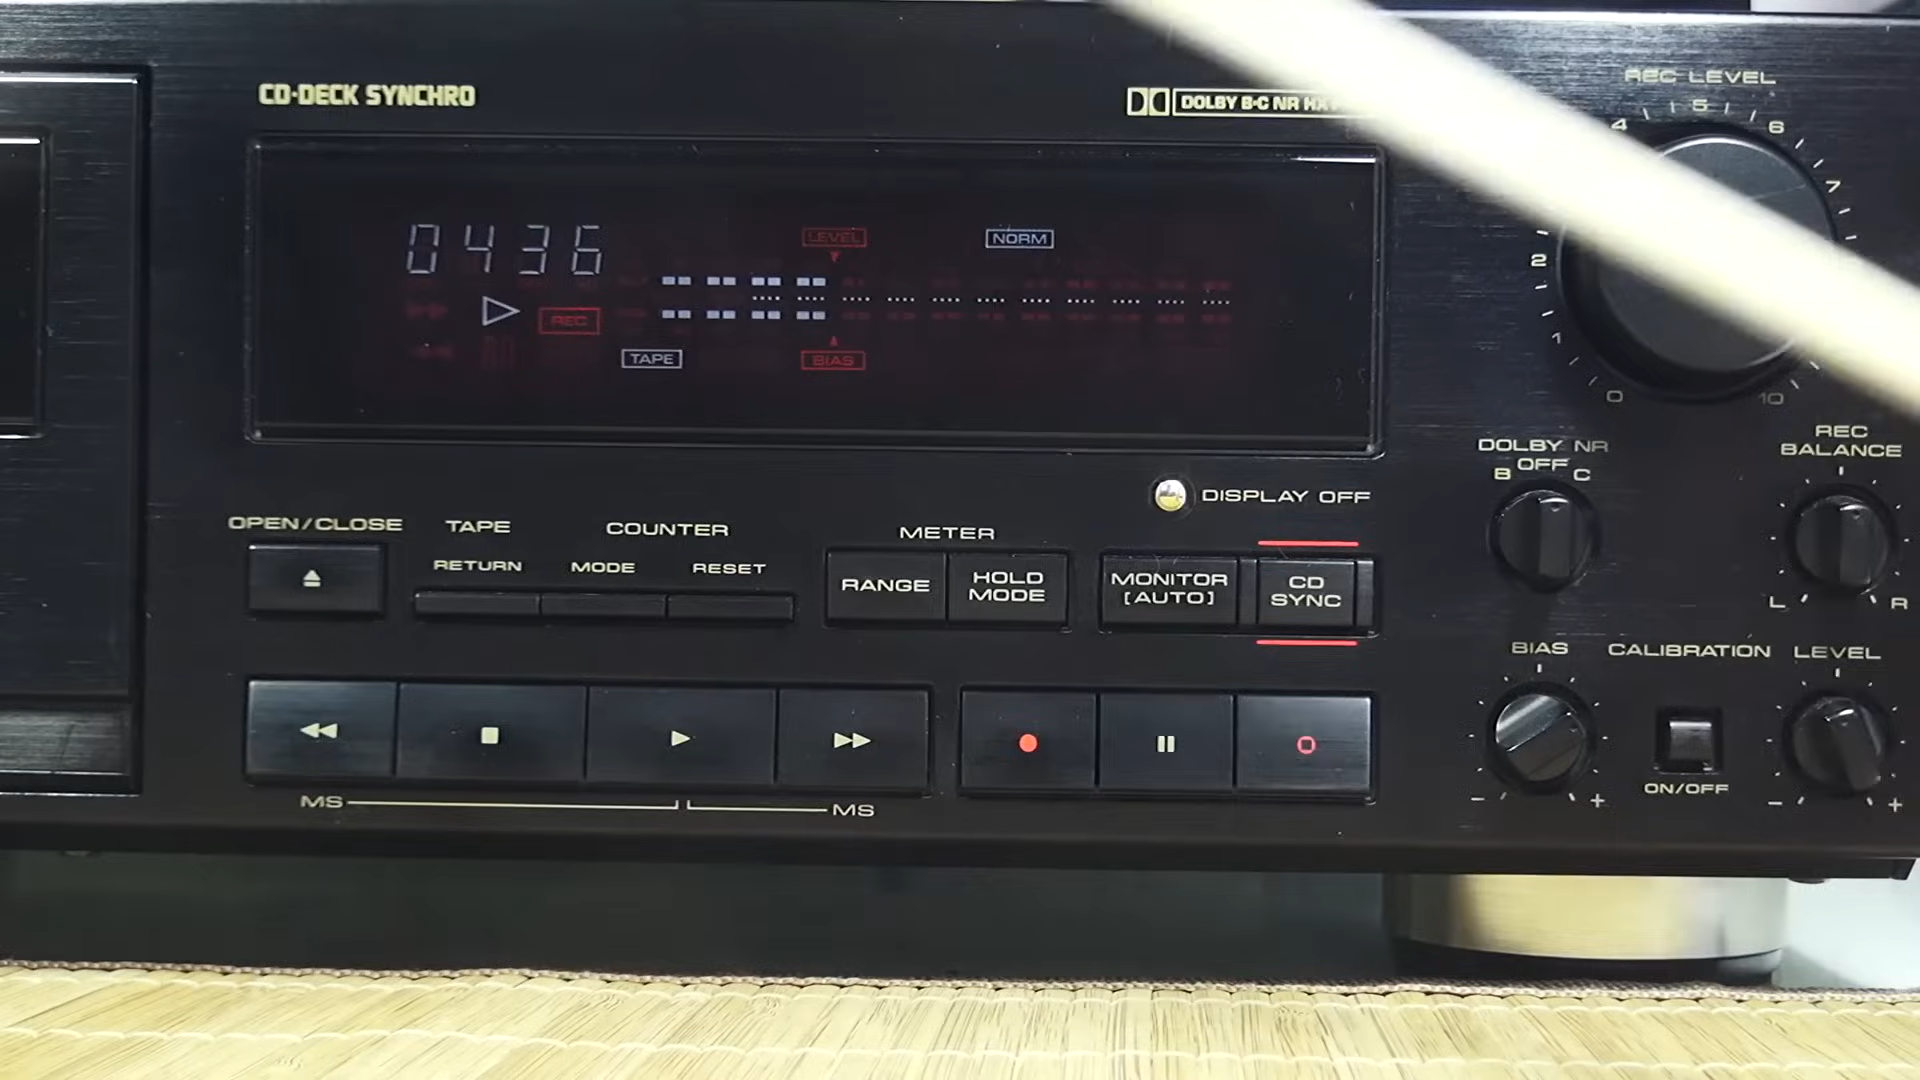 CD·DECK SYNCHRO
DOLBY B·C NR HX
REC LEVEL
4 5 6
7
2
1
0 10
0436
LEVEL
NORM
REC
TAPE
BIAS
DISPLAY OFF
DOLBY NR
B OFF C
REC
BALANCE
L R
OPEN/CLOSE
TAPE
RETURN
COUNTER
MODE RESET
METER
RANGE
HOLD
MODE
MONITOR
[AUTO]
CD
SYNC
BIAS CALIBRATION LEVEL
- + ON/OFF - +
MS MS